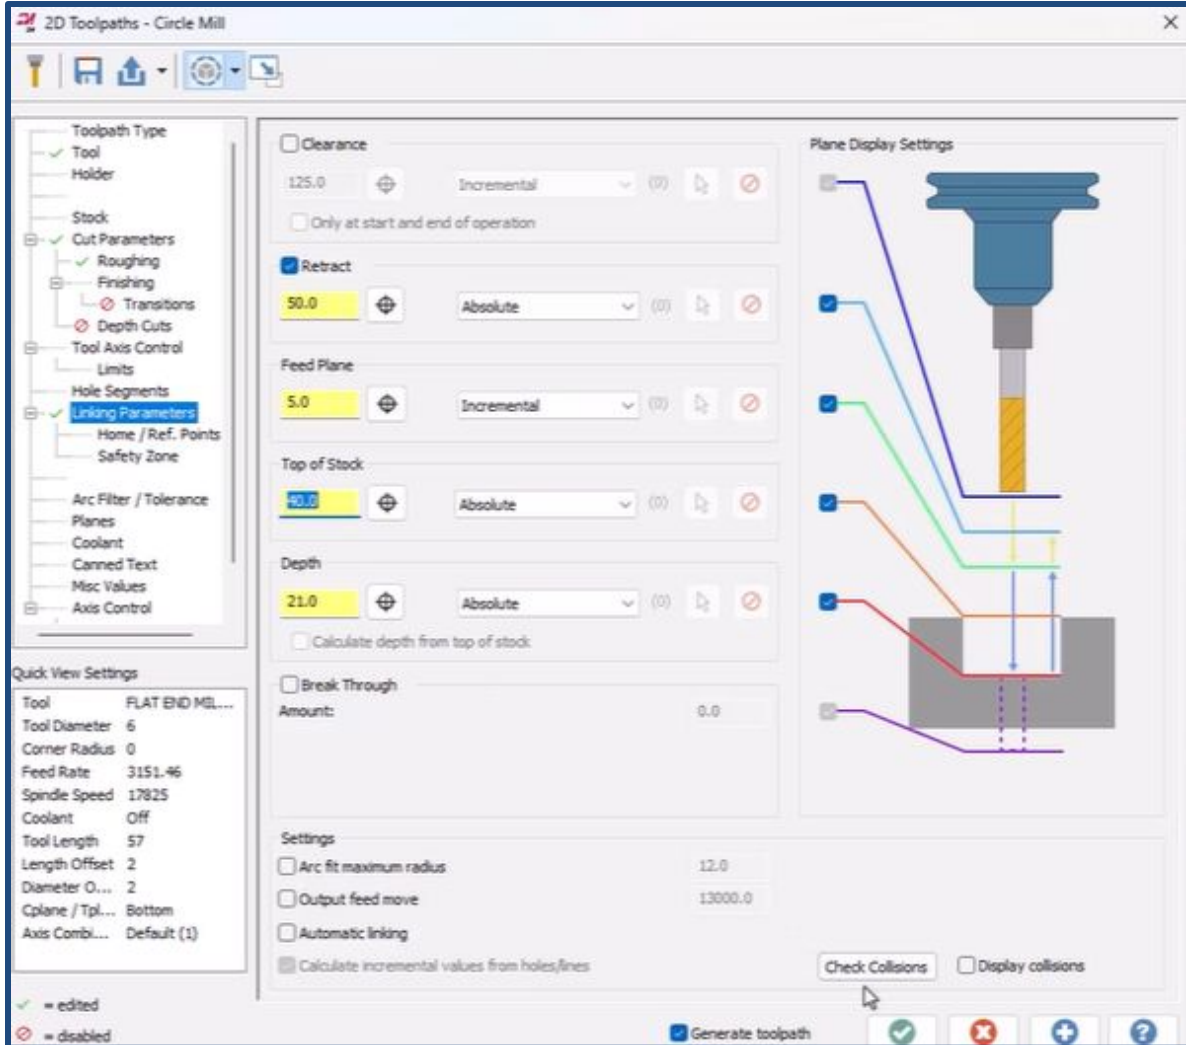 2D Toolpaths - Circle Mill
Toolpath Type
Tool
Holder
Stock
Cut Parameters
Roughing
Finishing
Transitions
Depth Cuts
Tool Axis Control
Limits
Hole Segments
Linking Parameters
Home / Ref. Points
Safety Zone
Arc Filter / Tolerance
Planes
Coolant
Canned Text
Misc Values
Axis Control
Quick View Settings
Tool FLAT END MIL...
Tool Diameter 6
Corner Radius 0
Feed Rate 3151.46
Spindle Speed 17825
Coolant Off
Tool Length 57
Length Offset 2
Diameter O... 2
Cplane / Tpl... Bottom
Axis Combi... Default (1)
= edited
= disabled
Clearance
125.0 Incremental (0)
Only at start and end of operation
Retract
50.0 Absolute (0)
Feed Plane
5.0 Incremental (0)
Top of Stock
40.0 Absolute (0)
Depth
21.0 Absolute (0)
Calculate depth from top of stock
Break Through
Amount: 0.0
Settings
Arc fit maximum radius 12.0
Output feed move 13000.0
Automatic linking
Calculate incremental values from holes/lines
Plane Display Settings
Check Collisions Display collisions
Generate toolpath